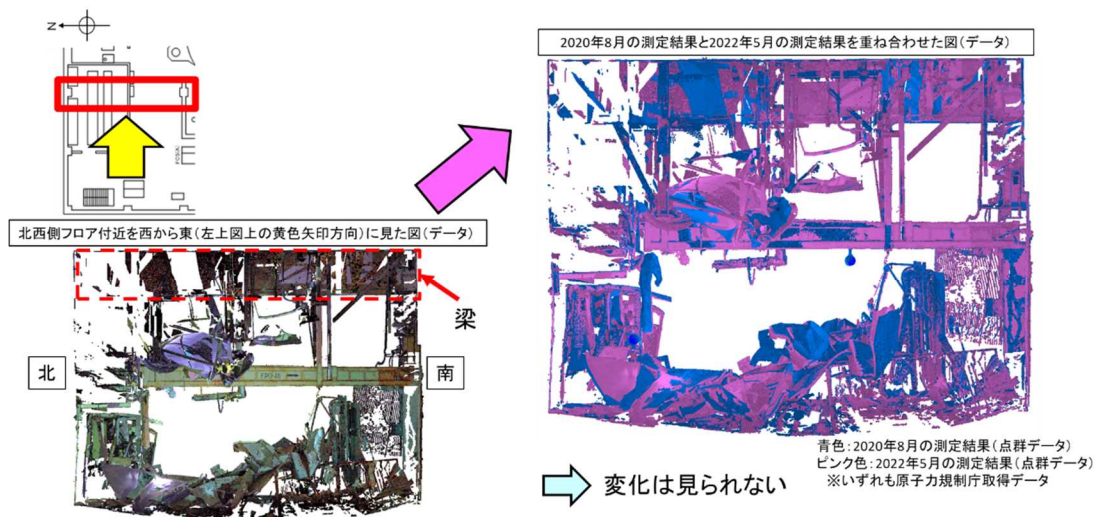 N
2020年8月の測定結果と2022年5月の測定結果を重ね合わせた図(データ)
北西側フロア付近を西から東(左上図上の黄色矢印方向)に見た図(データ)
梁
北
南
青色:2020年8月の測定結果(点群データ)
ピンク色:2022年5月の測定結果(点群データ)
※いずれも原子力規制庁取得データ
変化は見られない